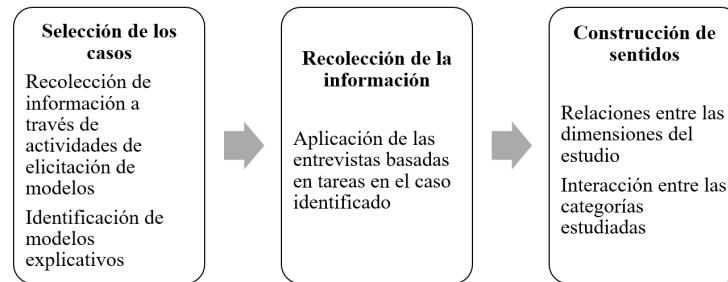 Selección de los
casos
Recolección de
información a
través de
actividades de
elicitación de
modelos
Identificación de
modelos
explicativos
Recolección de la
información
Aplicación de las
entrevistas basadas
en tareas en el caso
identificado
Construcción de
sentidos
Relaciones entre las
dimensiones del
estudio
Interacción entre las
categorías
estudiadas